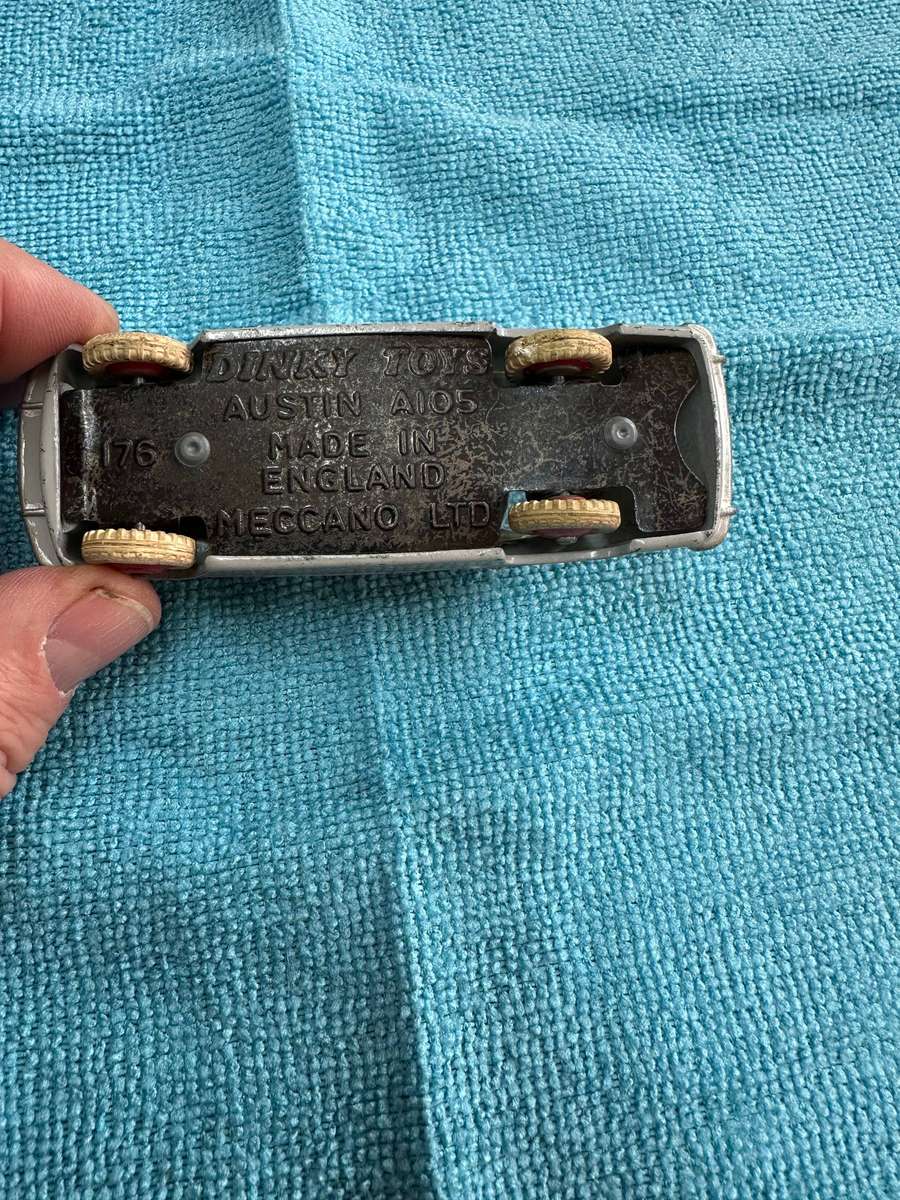 DINKY TOYS
AUSTIN A105
176
MADE IN
ENGLAND
MECCANO LTD